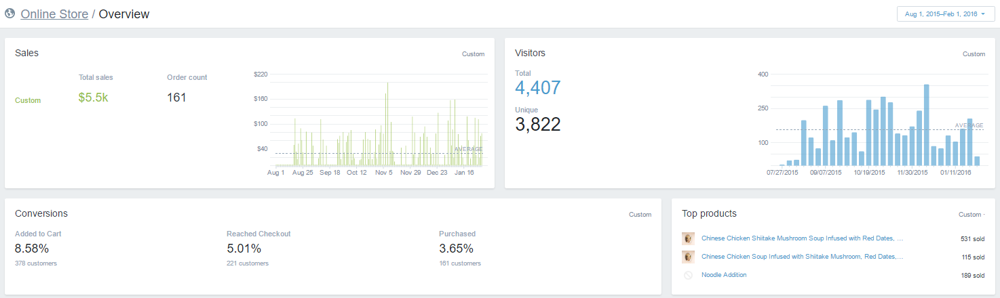 Online Store / Overview
Aug 1, 2015–Feb 1, 2016
Sales
Custom
Total sales
Order count
Custom
$5.5k
161
$220
$160
$100
$40
AVERAGE
Aug 1 Aug 25 Sep 18 Oct 12 Nov 5 Nov 29 Dec 23 Jan 16
Visitors
Custom
Total
4,407
Unique
3,822
400
250
100
AVERAGE
07/27/2015 09/07/2015 10/19/2015 11/30/2015 01/11/2016
Conversions
Custom
Added to Cart
8.58%
378 customers
Reached Checkout
5.01%
221 customers
Purchased
3.65%
161 customers
Top products
Custom ·
Chinese Chicken Shiitake Mushroom Soup Infused with Red Dates, ...
531 sold
Chinese Chicken Soup Infused with Shiitake Mushroom, Red Dates,...
115 sold
Noodle Addition
189 sold